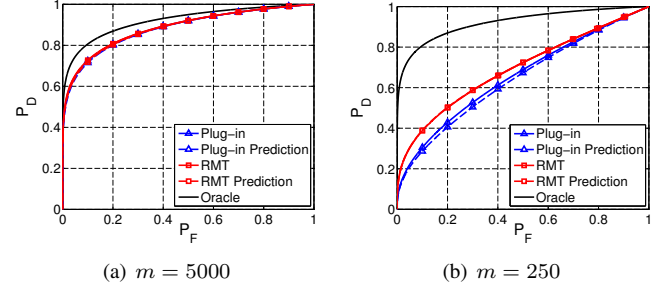 1
0.8
0.6
0.4
0.2
0
P_D
0 0.2 0.4 0.6 0.8 1
P_F
Plug-in
Plug-in Prediction
RMT
RMT Prediction
Oracle
(a) m = 5000
1
0.8
0.6
0.4
0.2
0
P_D
0 0.2 0.4 0.6 0.8 1
P_F
Plug-in
Plug-in Prediction
RMT
RMT Prediction
Oracle
(b) m = 250